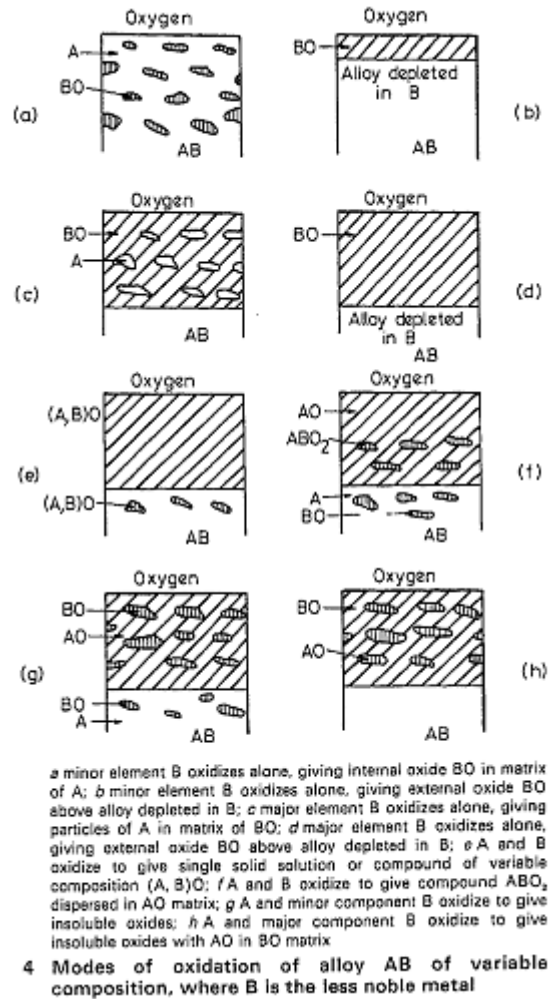 Oxygen Oxygen
A
BO
AB
(a)
BO
Alloy depleted
in B
AB
(b)
Oxygen Oxygen
BO
A
AB
(c)
BO
Alloy depleted
in B
AB
(d)
Oxygen Oxygen
(A,B)O
(A,B)O
AB
(e)
AO
ABO2
A
BO
AB
(f)
Oxygen Oxygen
BO
AO
BO
A
AB
(g)
BO
AO
AB
(h)
a minor element B oxidizes alone, giving internal oxide BO in matrix
of A; b minor element B oxidizes alone, giving external oxide BO
above alloy depleted in B; c major element B oxidizes alone, giving
particles of A in matrix of BO; d major element B oxidizes alone,
giving external oxide BO above alloy depleted in B; e A and B
oxidize to give single solid solution or compound of variable
composition (A, B)O; f A and B oxidize to give compound ABO2
dispersed in AO matrix; g A and minor component B oxidize to give
insoluble oxides; h A and major component B oxidize to give
insoluble oxides with AO in BO matrix
4 Modes of oxidation of alloy AB of variable
composition, where B is the less noble metal